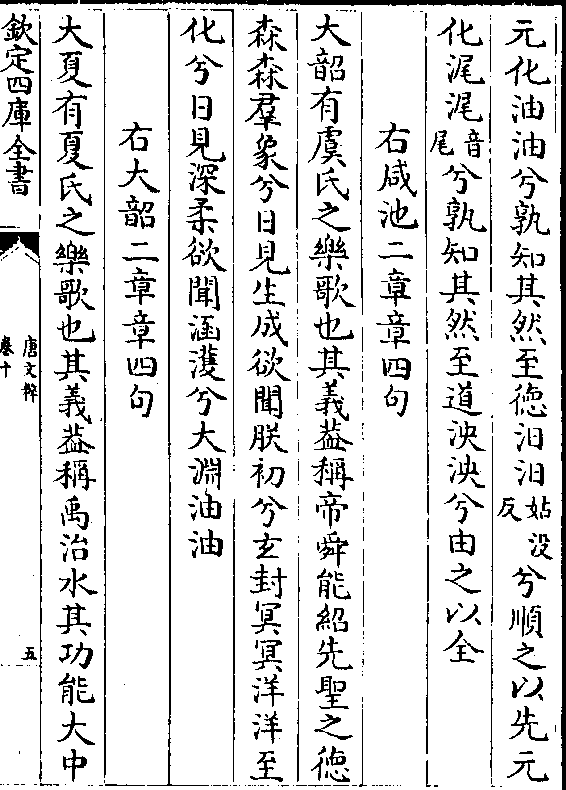 元化油油兮孰知其然至徳汨汨姑没反兮順之以先元
化浘浘音尾兮孰知其然至道泱泱兮由之以全
右咸池二章章四句
大韶有虞氏之樂歌也其義葢稱帝舜能紹先聖之徳
森森羣象兮日見生成欲聞朕初兮玄封冥冥洋洋至
化兮日見深柔欲聞涵濩兮大淵油油
右大韶二章章四句
大夏有夏氏之樂歌也其義葢稱禹治水其功能大中
欽定四庫全書
唐文粹
卷十
五